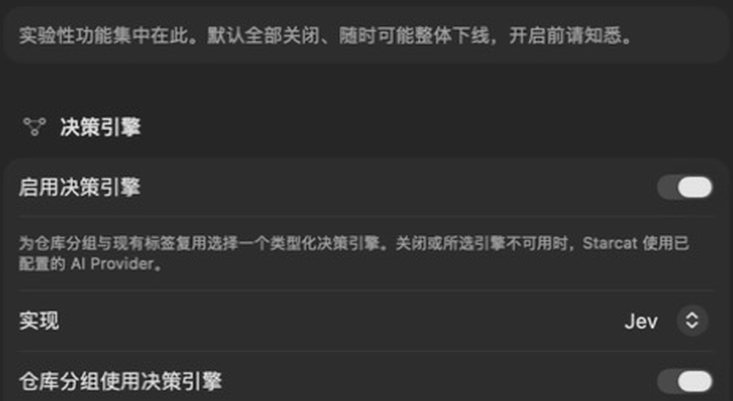 实验性功能集中在此。默认全部关闭、随时可能整体下线，开启前请知悉。
决策引擎
启用决策引擎
为仓库分组与现有标签复用选择一个类型化决策引擎。关闭或所选引擎不可用时，Starcat 使用已
配置的 AI Provider。
实现 Jev
仓库分组使用决策引擎